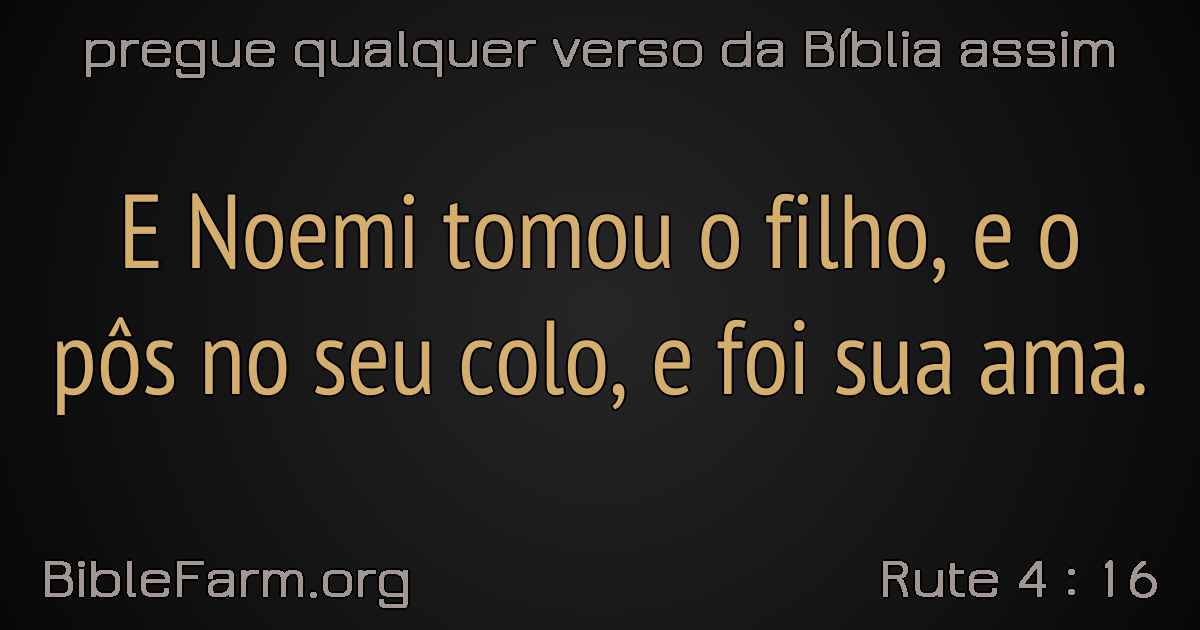 pregue qualquer verso da Bíblia assim
E Noemi tomou o filho, e o
pôs no seu colo, e foi sua ama.
BibleFarm.org
Rute 4 : 16